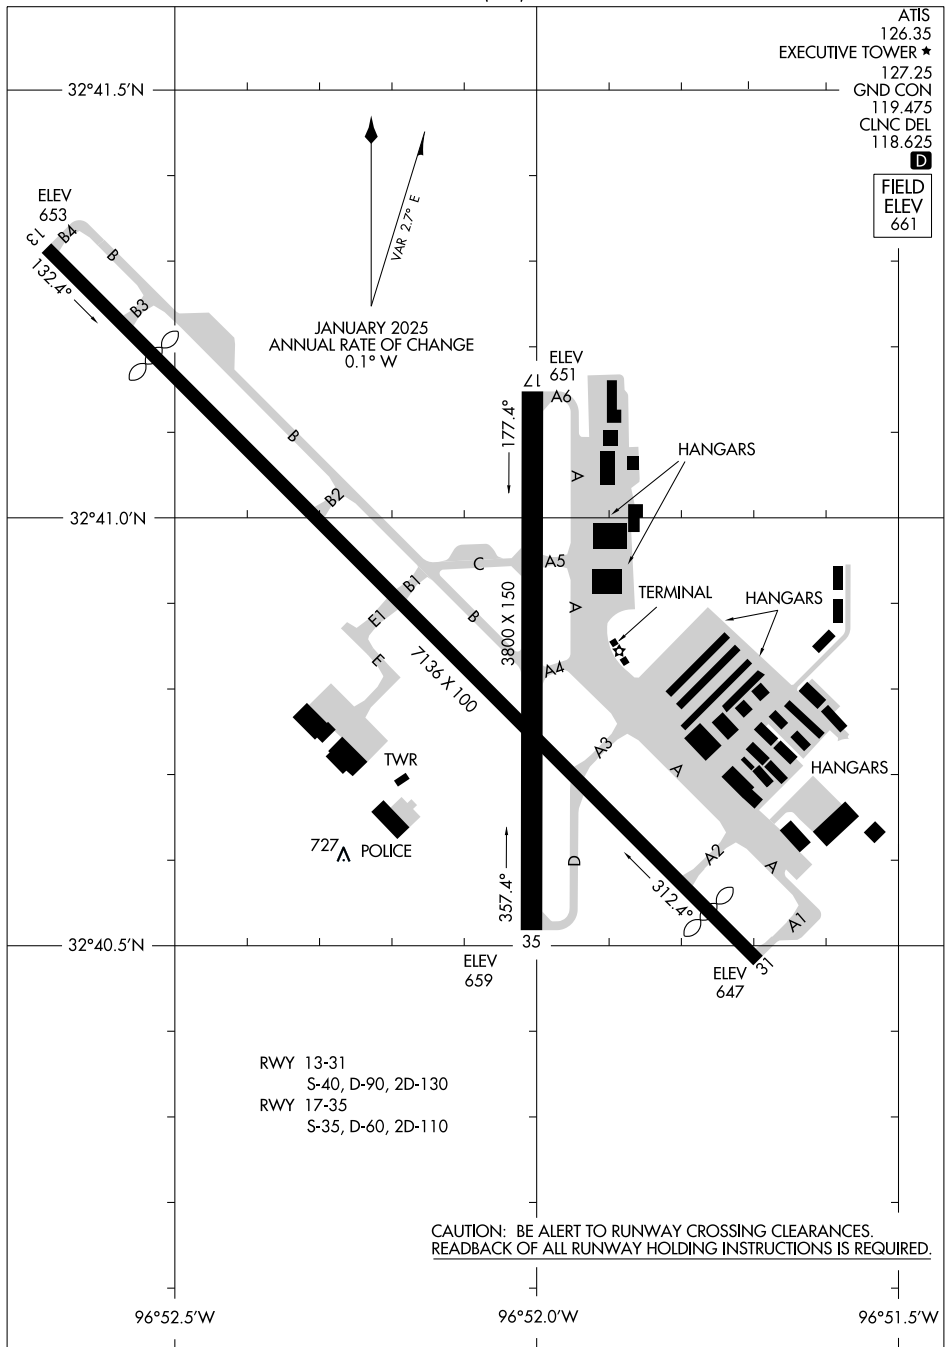 ATIS
126.35
EXECUTIVE TOWER ★
127.25
GND CON
119.475
CLNC DEL
118.625
D
FIELD
ELEV
661
32°41.5'N
ELEV
653
13
B4
B
132.4°
B3
VAR 2.7° E
JANUARY 2025
ANNUAL RATE OF CHANGE
0.1° W
ELEV
651
17
A6
177.4°
HANGARS
A
B
B2
32°41.0'N
C
A5
B1
TERMINAL
HANGARS
E1
A
B
3800 X 150
E
A4
7136 X 100
A3
TWR
A
HANGARS
727
POLICE
D
A2
A
357.4°
312.4°
A1
32°40.5'N
35
31
ELEV
659
ELEV
647
RWY 13-31
S-40, D-90, 2D-130
RWY 17-35
S-35, D-60, 2D-110
CAUTION: BE ALERT TO RUNWAY CROSSING CLEARANCES.
READBACK OF ALL RUNWAY HOLDING INSTRUCTIONS IS REQUIRED.
96°52.5'W
96°52.0'W
96°51.5'W